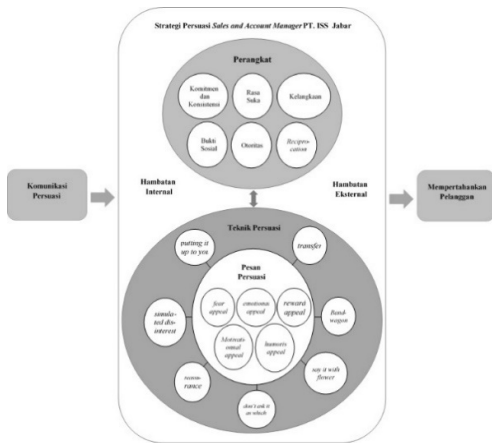 Strategi Persuasi Sales and Account Manager PT. ISS Jabar
Perangkat
Komitmen
dan
Konsistensi
Rasa
Suka
Kelangkaan
Bukti
Sosial
Otoritas
Recipro-
cation
Hambatan
Internal
Hambatan
Eksternal
Komunikasi
Persuasi
Mempertahankan
Pelanggan
Teknik Persuasi
putting it
up to you
transfer
Pesan
Persuasi
fear
appeal
emotional
appeal
reward
appeal
Motivati
onal
appeal
humoris
appeal
simula-
ted dis-
interest
Band-
wagon
reassu-
rance
say it with
flower
don't ask if,
as which